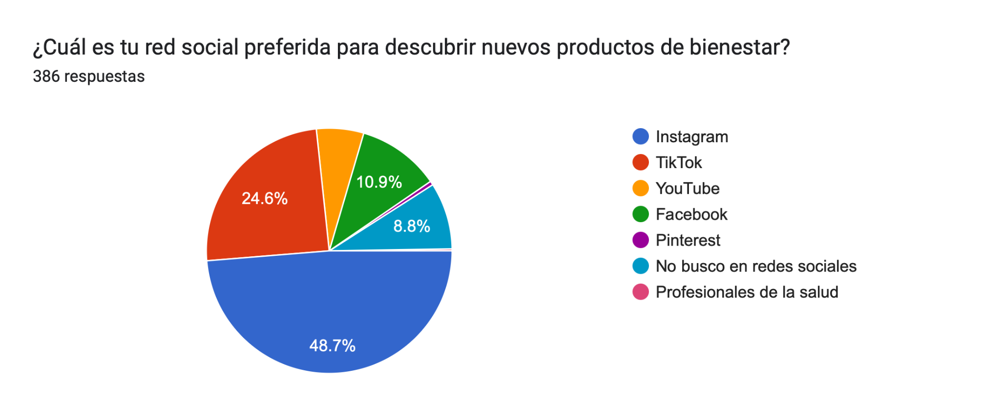 ¿Cuál es tu red social preferida para descubrir nuevos productos de bienestar?
386 respuestas
Instagram
TikTok
YouTube
Facebook
Pinterest
No busco en redes sociales
Profesionales de la salud
10.9%
24.6%
8.8%
48.7%